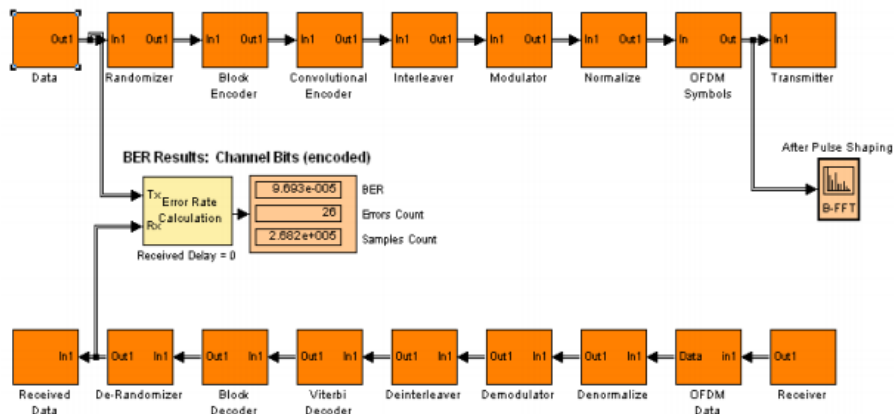 Out1 In1 Out1 In1 Out1 In1 Out1 In1 Out1 In1 Out1 In1 Out1 In Out In1
Data Randomizer Block Encoder Convolutional Encoder Interleaver Modulator Normalize OFDM Symbols Transmitter
After Pulse Shaping
B-FFT
BER Results: Channel Bits (encoded)
Tx Error Rate
Rx Calculation
Received Delay = 0
9.693e-005 BER
26 Errors Count
2.682e+005 Samples Count
In1 Out1 In1 Out1 In1 Out1 In1 Out1 In1 Out1 In1 Out1 In1 Data in1 Out1
Received Data De-Randomizer Block Decoder Viterbi Decoder Deinterleaver Demodulator Denormalize OFDM Data Receiver